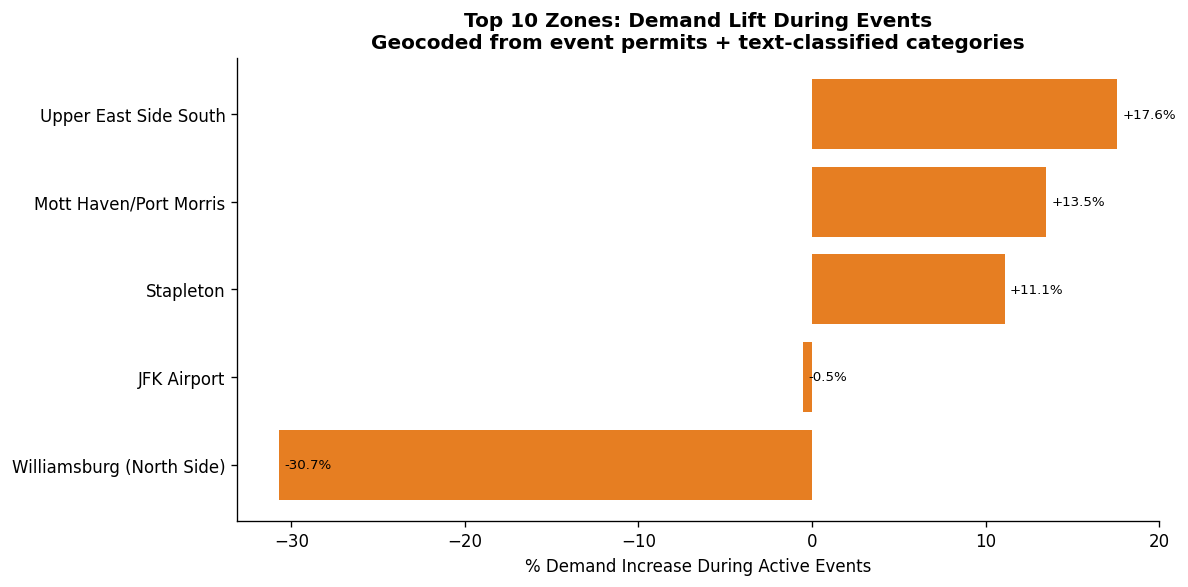 Top 10 Zones: Demand Lift During Events
Geocoded from event permits + text-classified categories
Upper East Side South
+17.6%
Mott Haven/Port Morris
+13.5%
Stapleton
+11.1%
JFK Airport
-0.5%
Williamsburg (North Side)
-30.7%
−30 −20 −10 0 10 20
% Demand Increase During Active Events